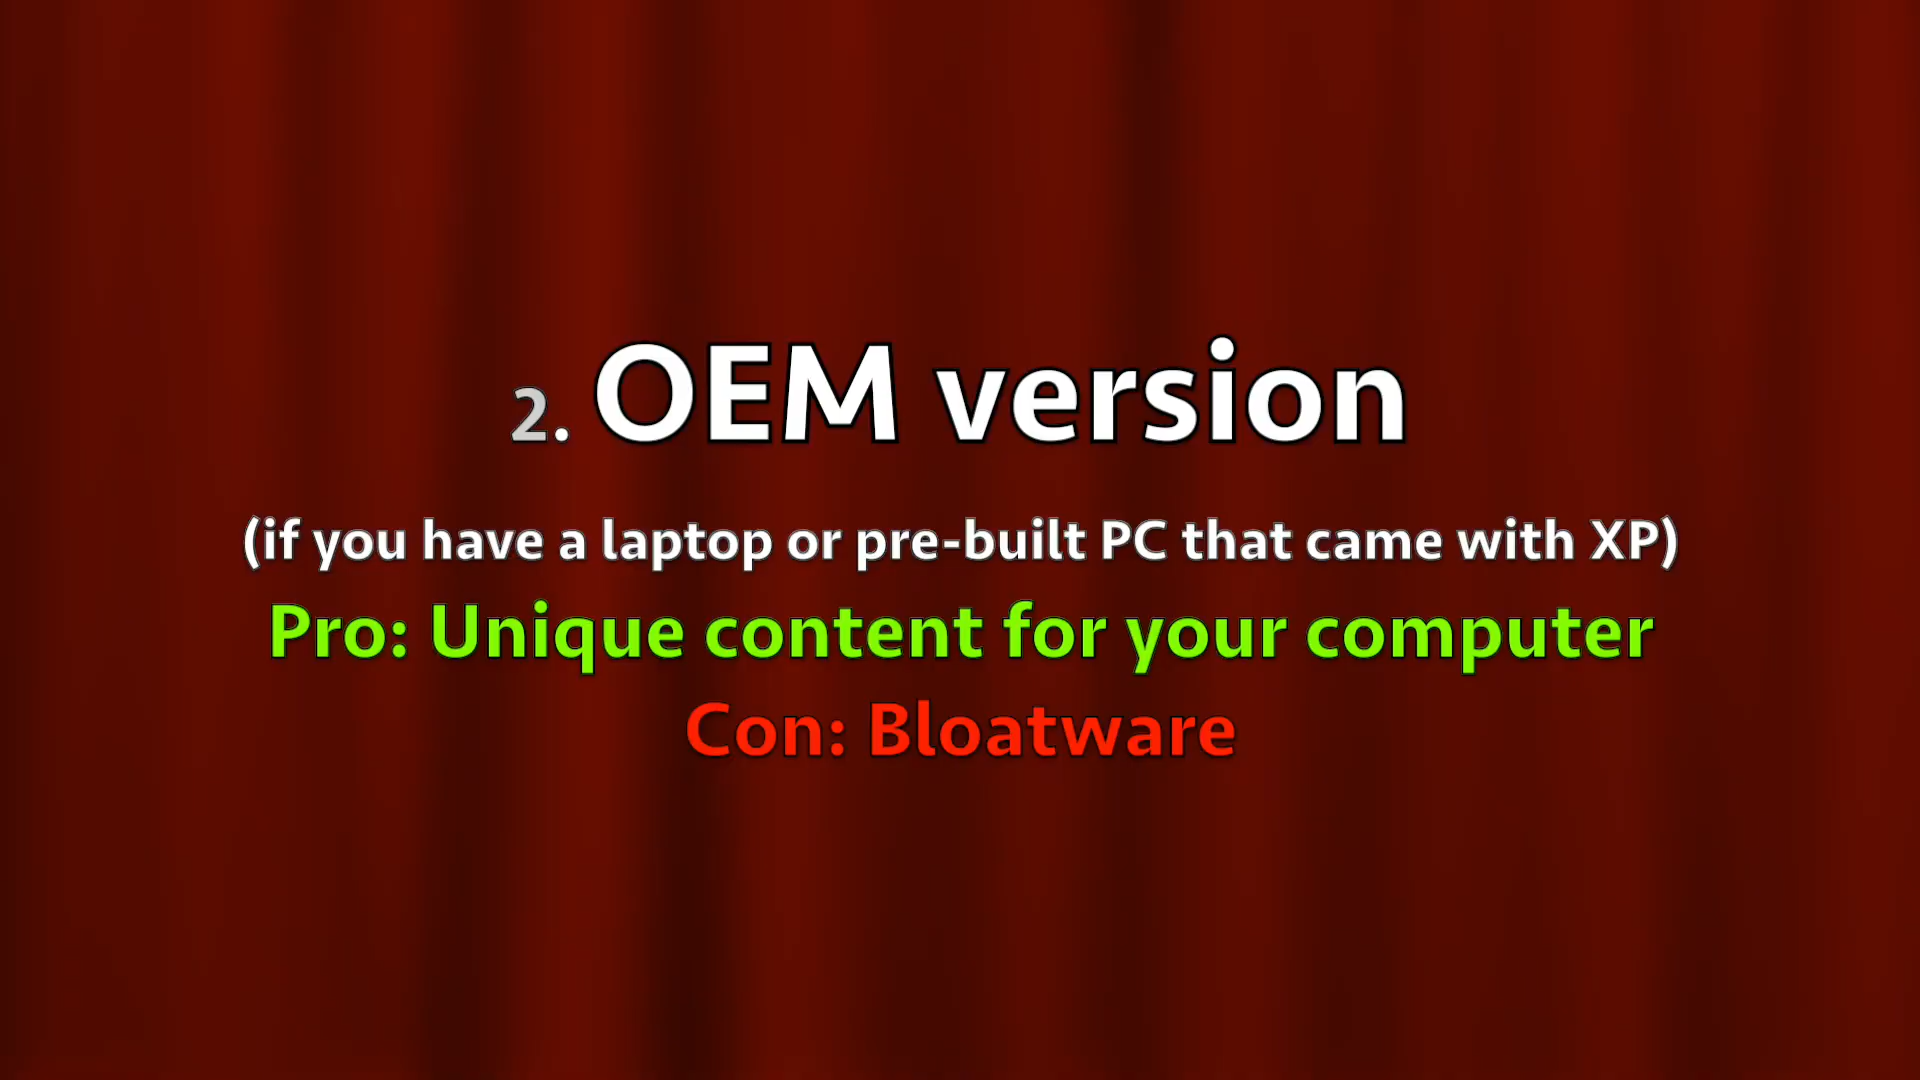 2. OEM version
(if you have a laptop or pre-built PC that came with XP)
Pro: Unique content for your computer
Con: Bloatware